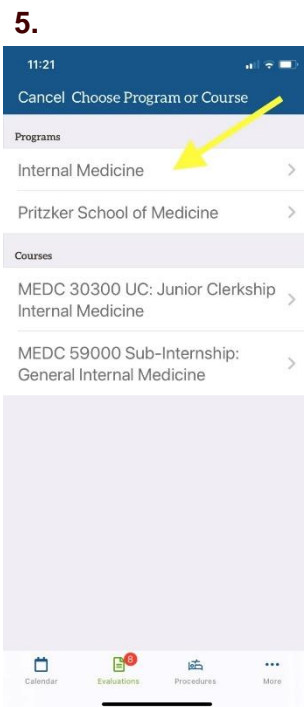 5.
11:21
Cancel Choose Program or Course
Programs
Internal Medicine
Pritzker School of Medicine
Courses
MEDC 30300 UC: Junior Clerkship
Internal Medicine
MEDC 59000 Sub-Internship:
General Internal Medicine
8
Calendar Evaluations Procedures More